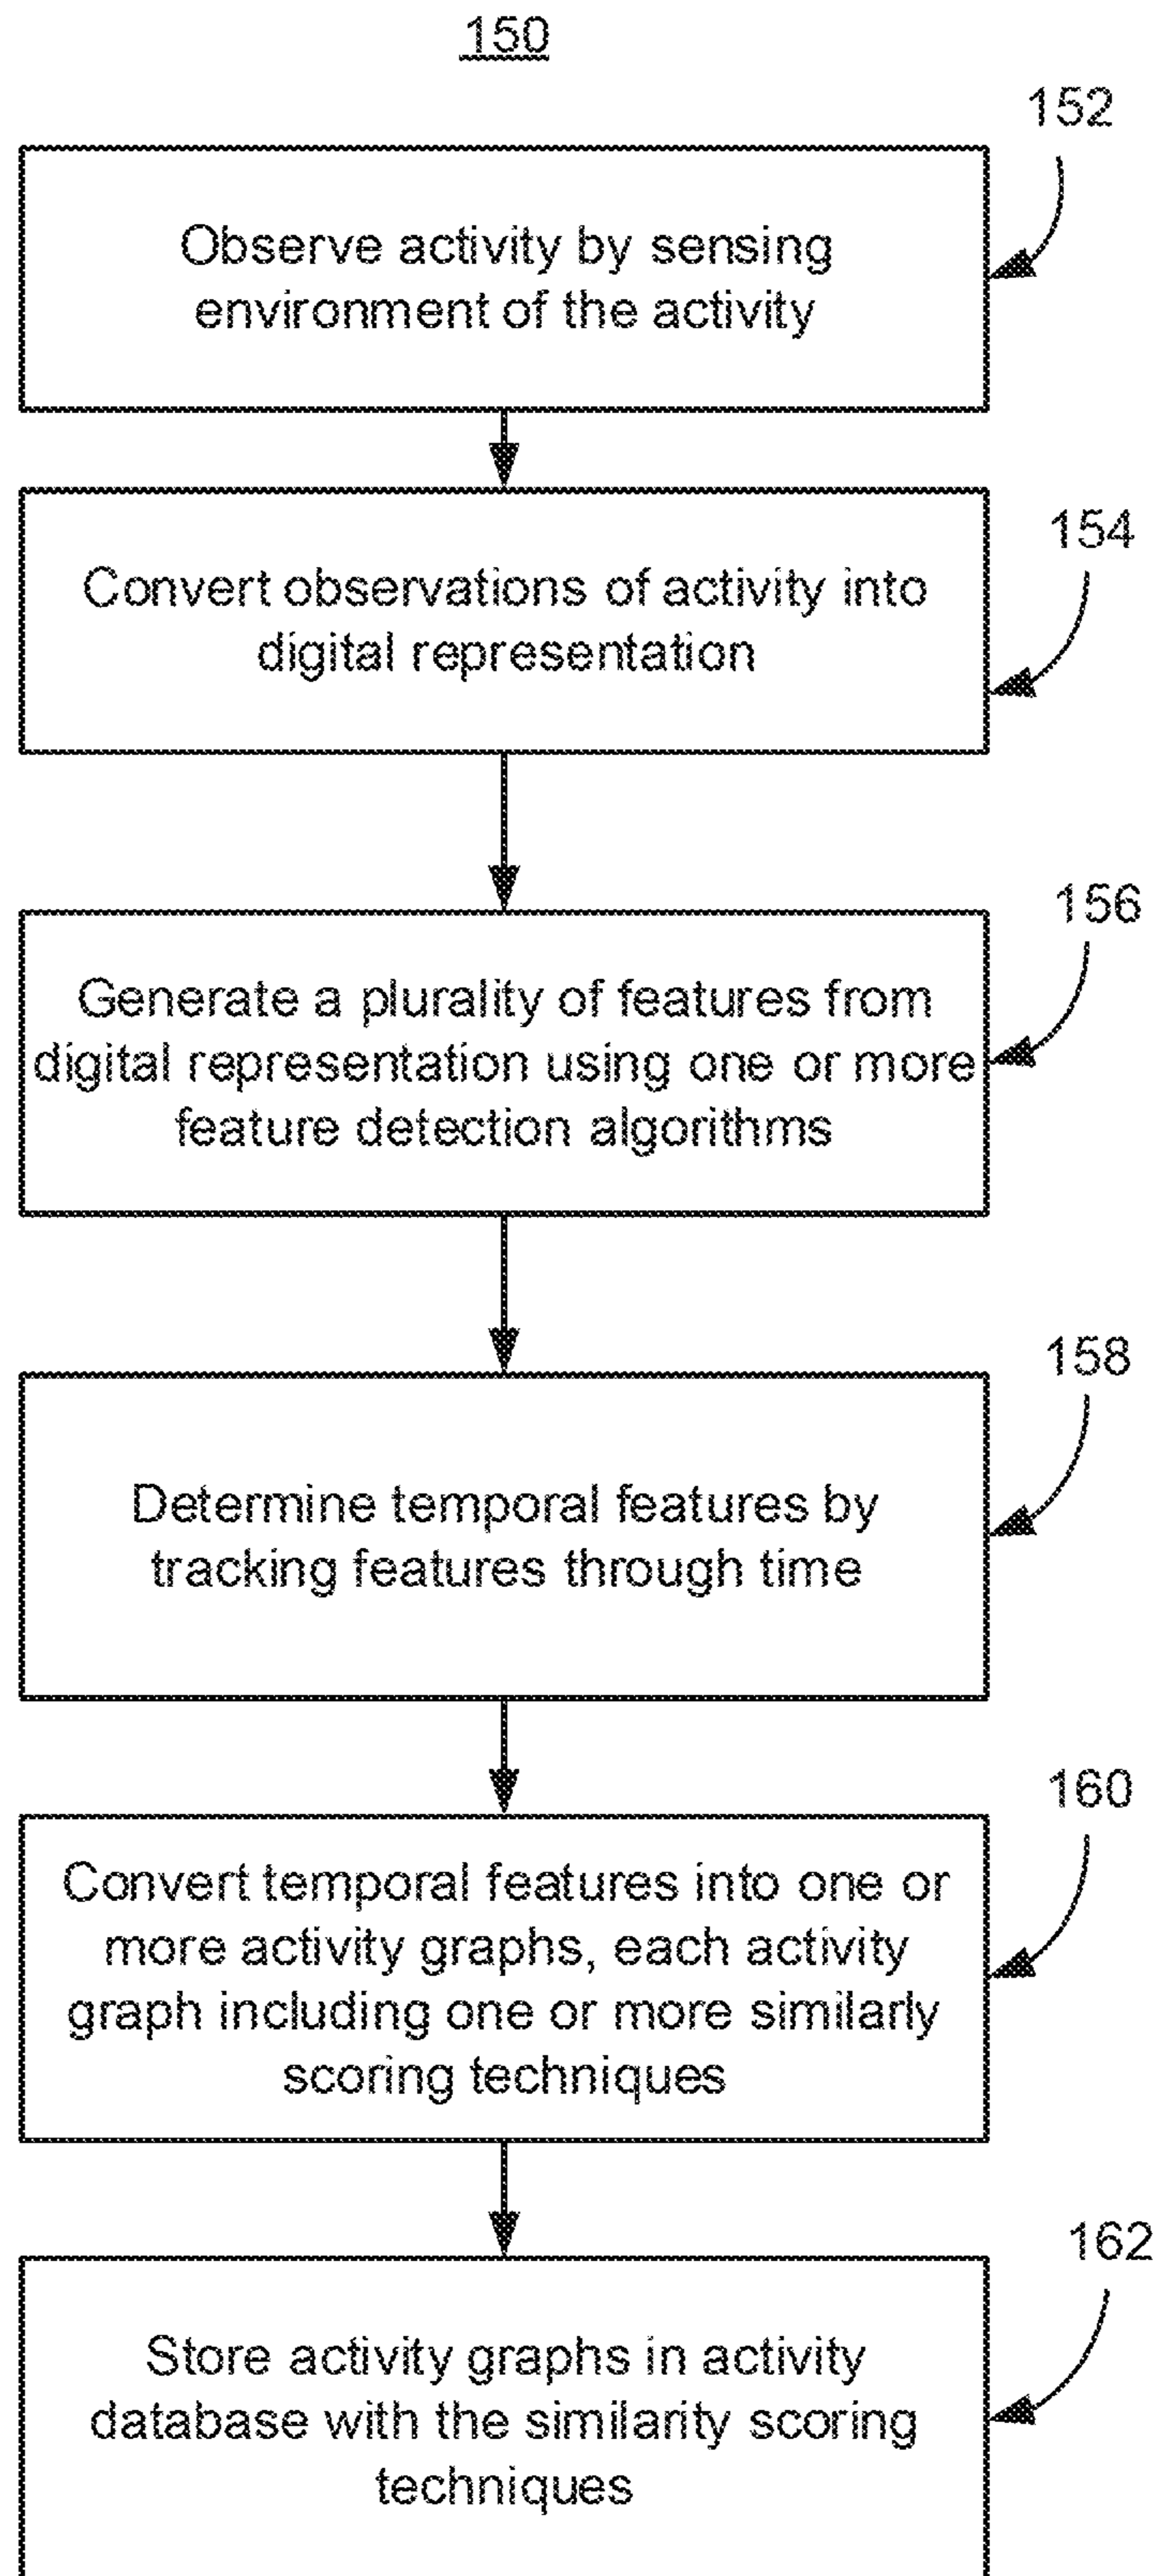 150
152
Observe activity by sensing
environment of the activity
154
Convert observations of activity into
digital representation
156
Generate a plurality of features from
digital representation using one or more
feature detection algorithms
158
Determine temporal features by
tracking features through time
160
Convert temporal features into one or
more activity graphs, each activity
graph including one or more similarly
scoring techniques
162
Store activity graphs in activity
database with the similarity scoring
techniques